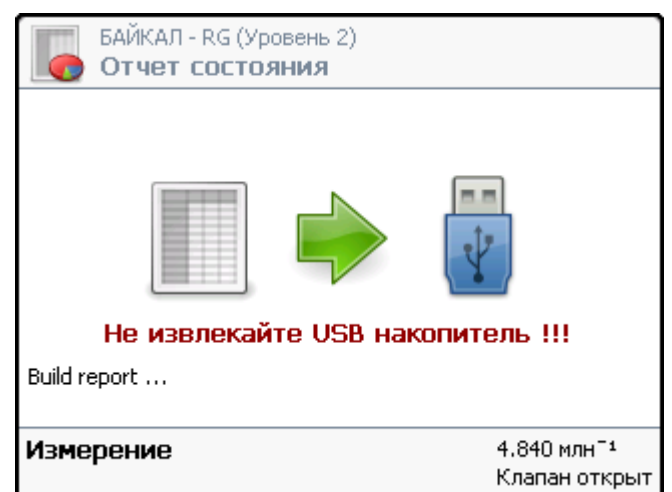 БАЙКАЛ - RG (Уровень 2)
Отчет состояния
Не извлекайте USB накопитель !!!
Build report ...
Измерение
4.840 млн⁻¹
Клапан открыт